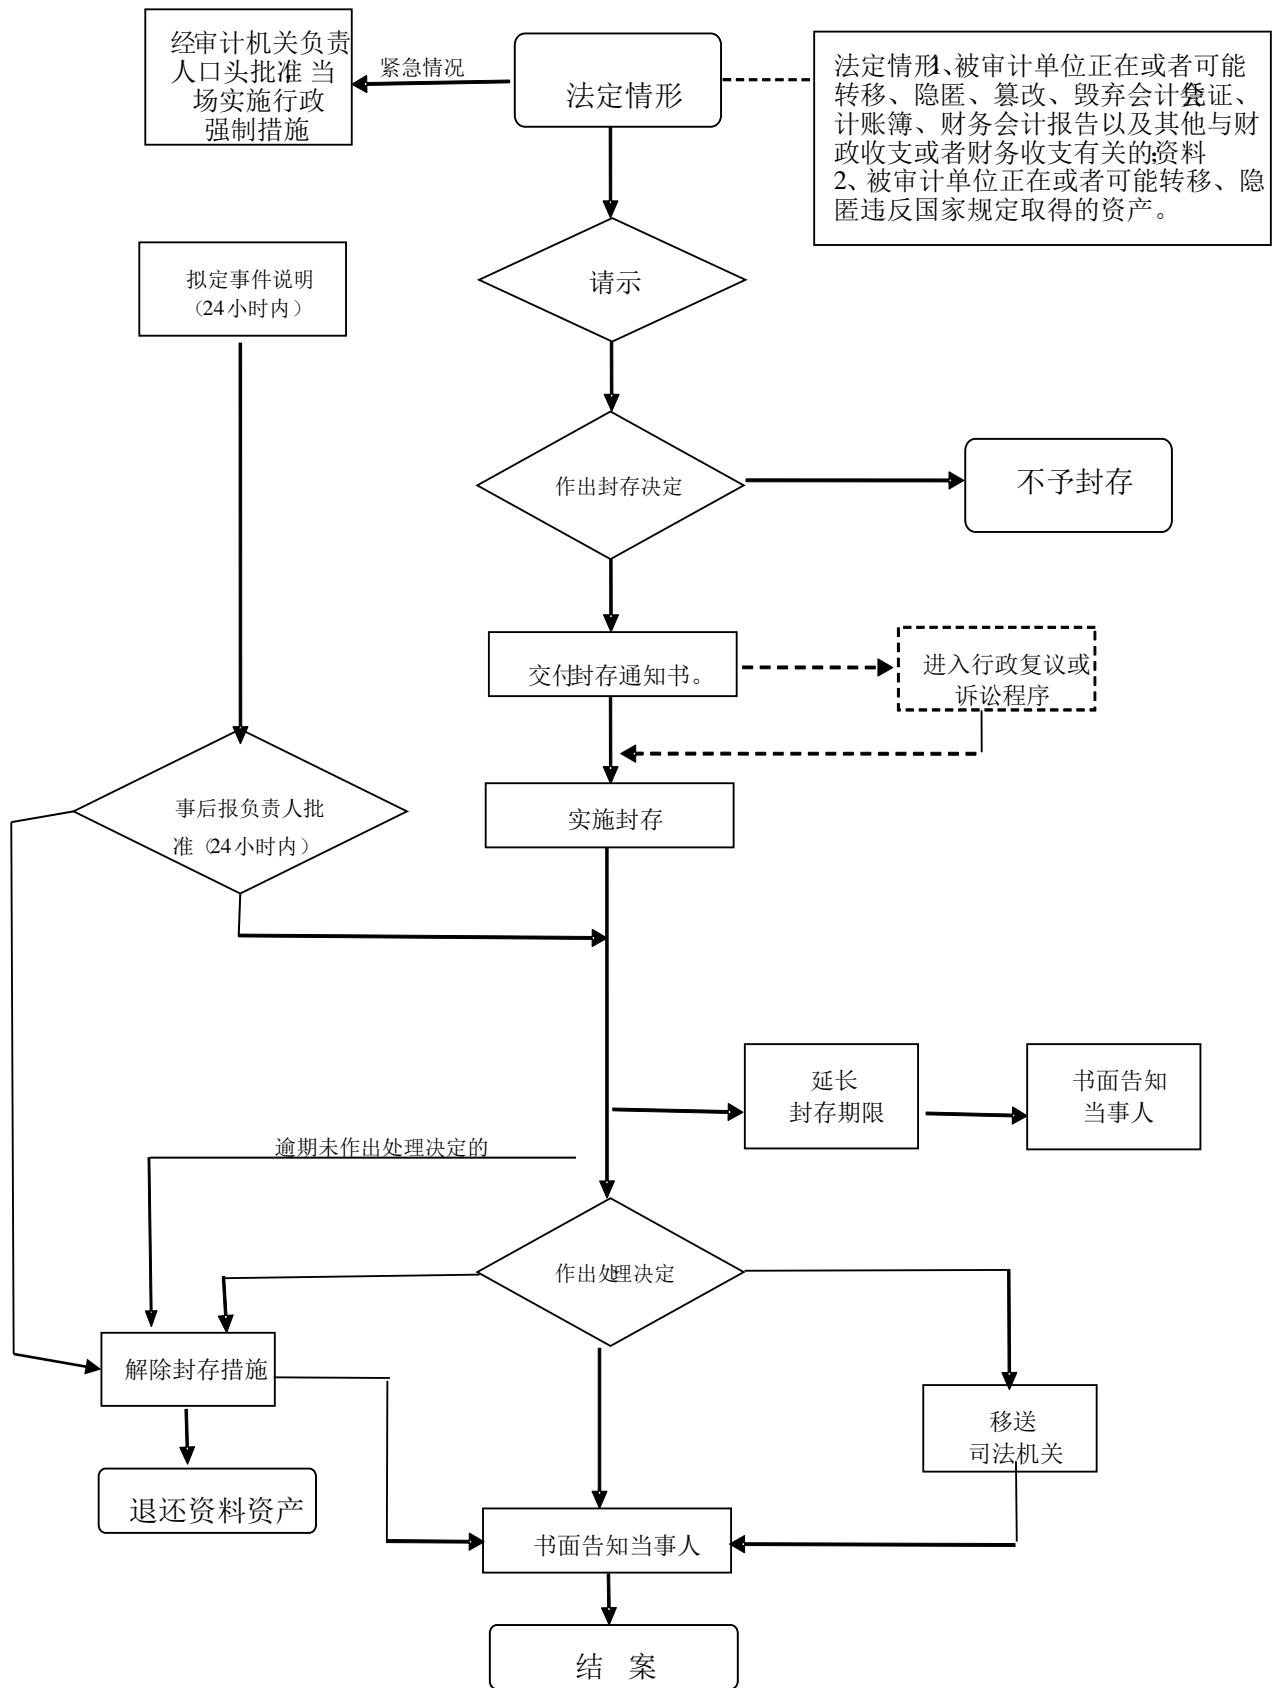 经审计机关负责
人口头批准 当
场实施行政
强制措施
紧急情况
法定情形
法定情形1、被审计单位正在或者可能
转移、隐匿、篡改、毁弃会计凭证、会
计账簿、财务会计报告以及其他与财
政收支或者财务收支有关的资料;
2、被审计单位正在或者可能转移、隐
匿违反国家规定取得的资产。
拟定事件说明
（24小时内）
请示
作出封存决定
不予封存
交付封存通知书。
进入行政复议或
诉讼程序
事后报负责人批
准（24小时内）
实施封存
延长
封存期限
书面告知
当事人
逾期未作出处理决定的
作出处理决定
解除封存措施
移送
司法机关
退还资料资产
书面告知当事人
结 案